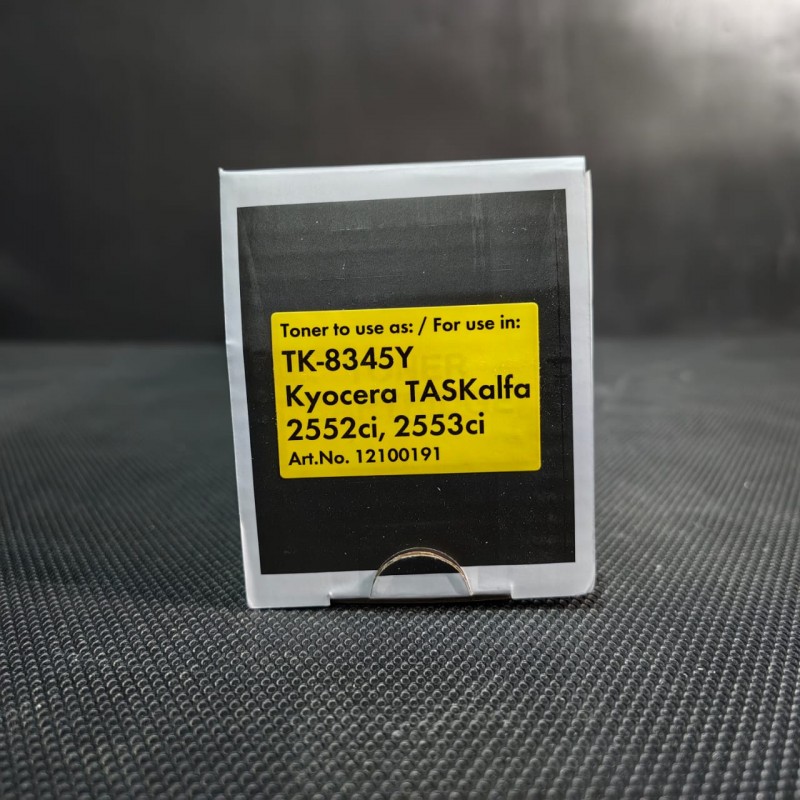 Toner to use as: / For use in:
TK-8345Y
Kyocera TASKalfa
2552ci, 2553ci
Art.No. 12100191